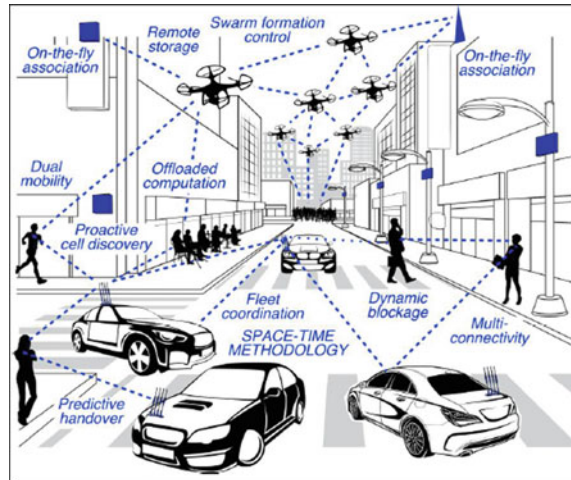 Remote
storage
Swarm formation
control
On-the-fly
association
On-the-fly
association
Dual
mobility
Offloaded
computation
Proactive
cell discovery
Fleet
coordination
Dynamic
blockage
SPACE-TIME
METHODOLOGY
Multi-
connectivity
Predictive
handover